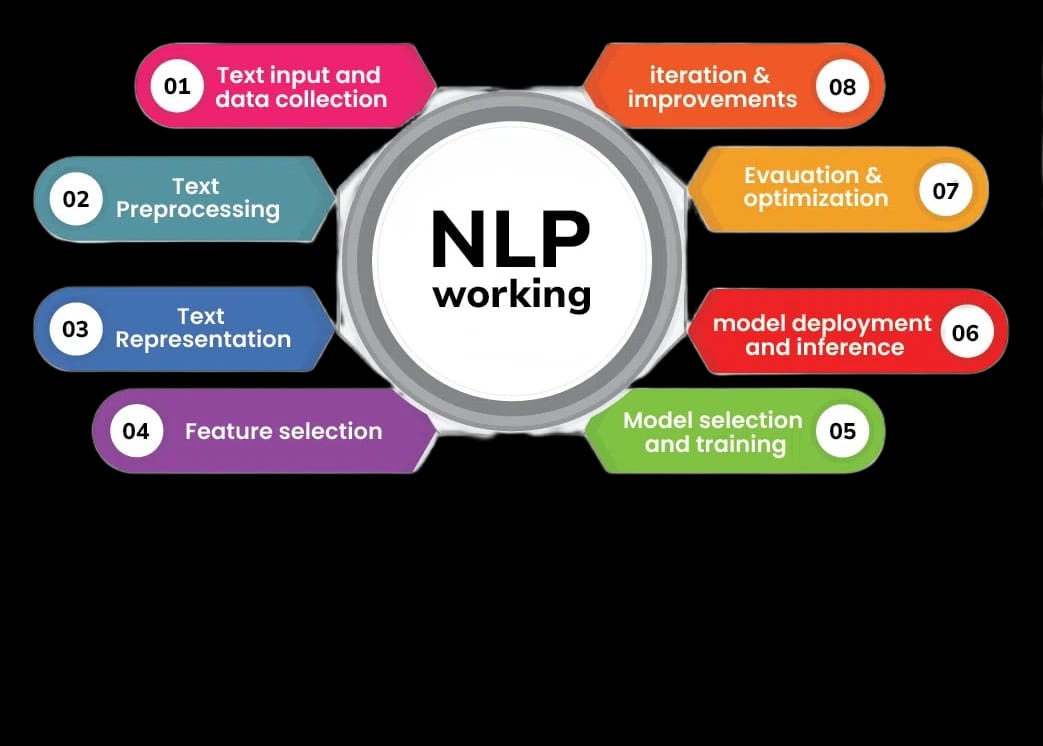 NLP
working
01
Text input and
data collection
02
Text
Preprocessing
03
Text
Representation
04
Feature selection
Model selection
and training
05
model deployment
and inference
06
Evauation &
optimization
07
iteration &
improvements
08